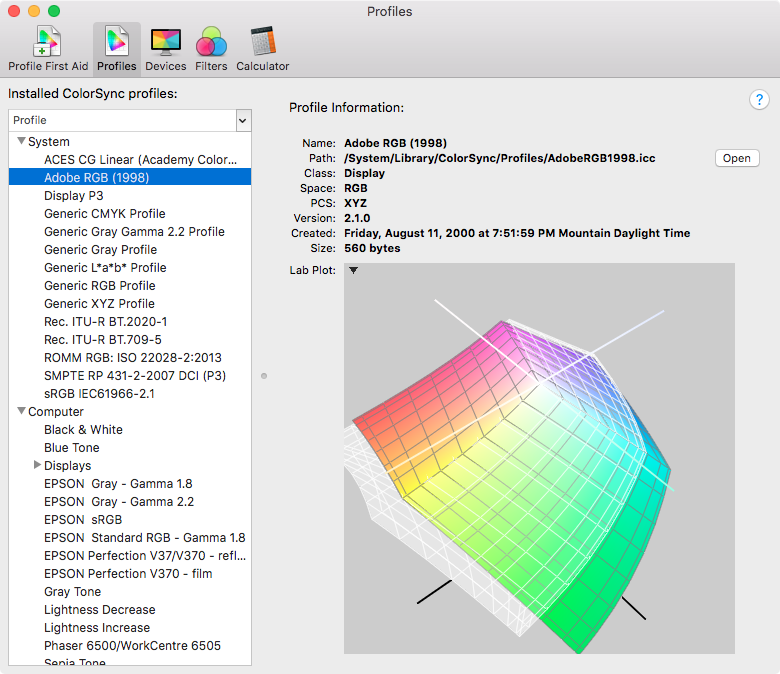 Profiles
Profile First Aid
Profiles
Devices
Filters
Calculator
Installed ColorSync profiles:
Profile
System
ACES CG Linear (Academy Color...
Adobe RGB (1998)
Display P3
Generic CMYK Profile
Generic Gray Gamma 2.2 Profile
Generic Gray Profile
Generic L*a*b* Profile
Generic RGB Profile
Generic XYZ Profile
Rec. ITU-R BT.2020-1
Rec. ITU-R BT.709-5
ROMM RGB: ISO 22028-2:2013
SMPTE RP 431-2-2007 DCI (P3)
sRGB IEC61966-2.1
Computer
Black & White
Blue Tone
Displays
EPSON  Gray - Gamma 1.8
EPSON  Gray - Gamma 2.2
EPSON  sRGB
EPSON  Standard RGB - Gamma 1.8
EPSON Perfection V37/V370 - refl...
EPSON Perfection V370 - film
Gray Tone
Lightness Decrease
Lightness Increase
Phaser 6500/WorkCentre 6505
Sepia Tone
Profile Information:
?
Name: Adobe RGB (1998)
Path: /System/Library/ColorSync/Profiles/AdobeRGB1998.icc
Open
Class: Display
Space: RGB
PCS: XYZ
Version: 2.1.0
Created: Friday, August 11, 2000 at 7:51:59 PM Mountain Daylight Time
Size: 560 bytes
Lab Plot: